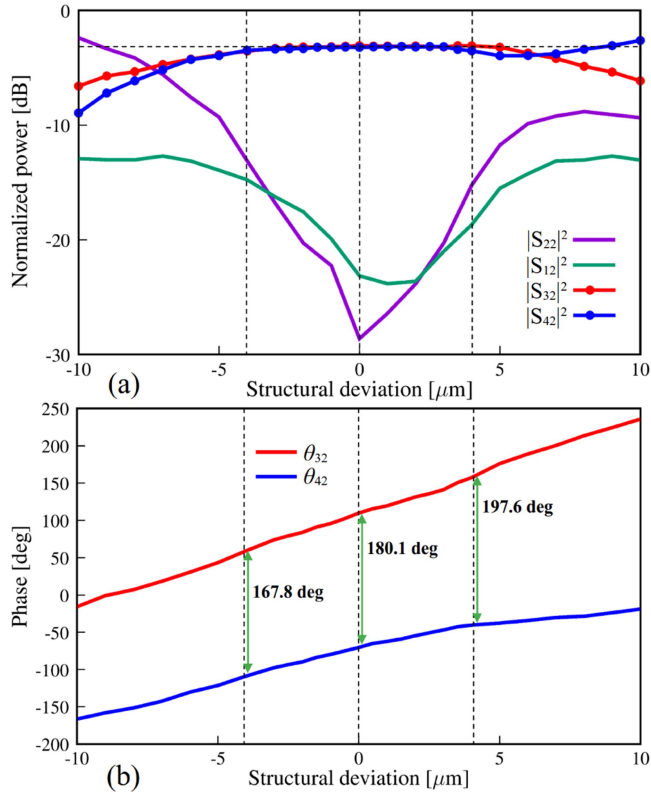 0
-10
-20
-30
Normalized power [dB]
|S₂₂|²
|S₁₂|²
|S₃₂|²
|S₄₂|²
-10
-5
0
5
10
(a)
Structural deviation [μm]
250
200
150
100
50
0
-50
-100
-150
-200
Phase [deg]
θ₃₂
θ₄₂
167.8 deg
180.1 deg
197.6 deg
-10
-5
0
5
10
(b)
Structural deviation [μm]